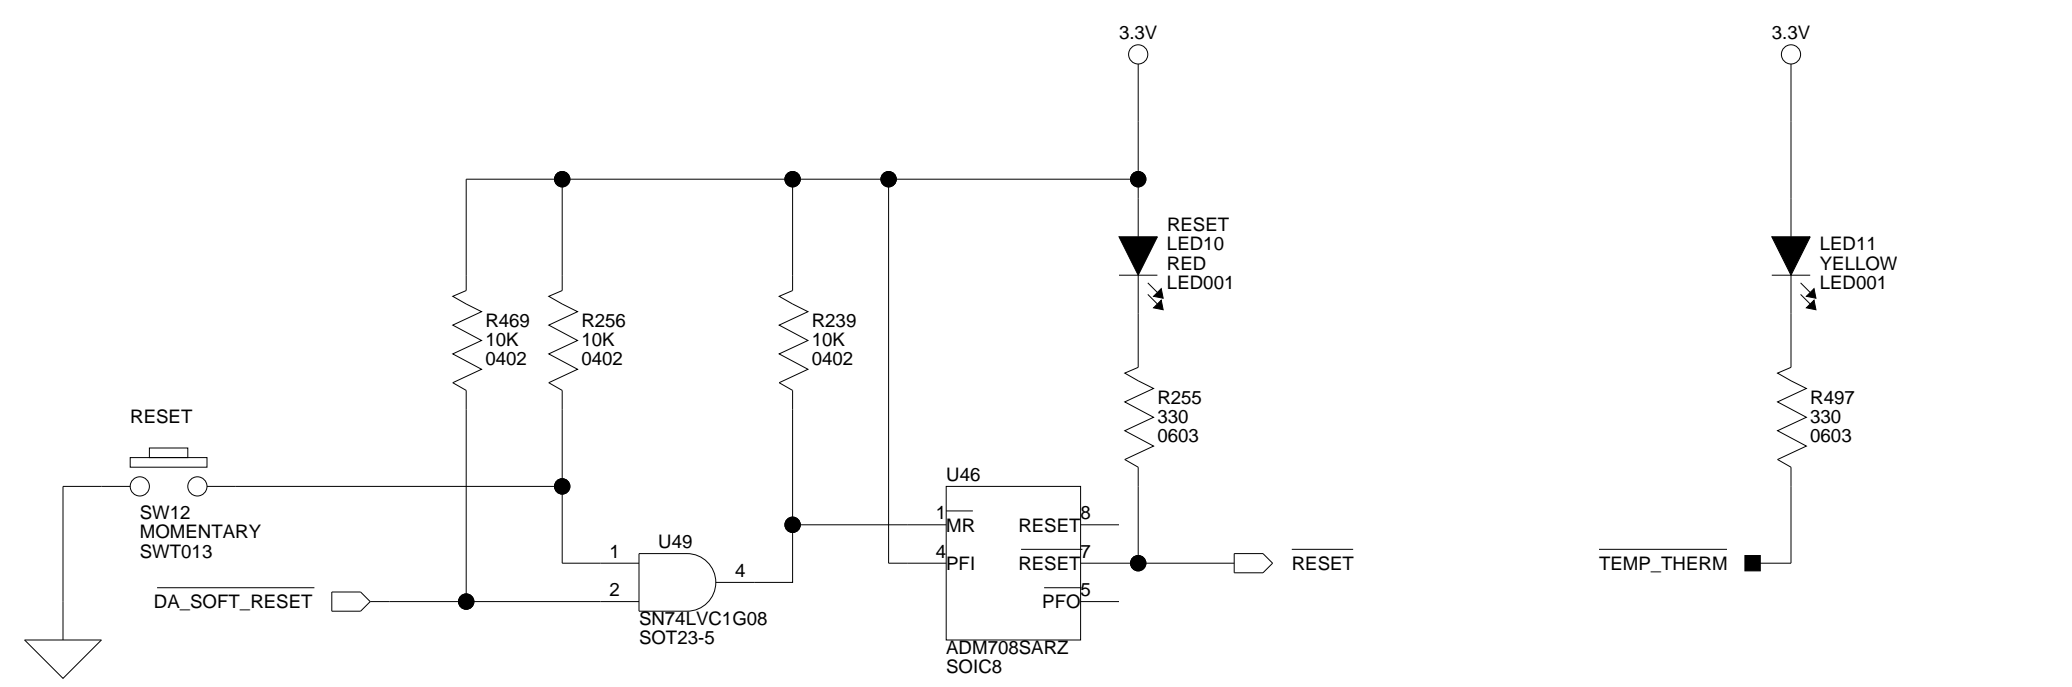 3.3V
3.3V
RESET
LED10
RED
LED001
LED11
YELLOW
LED001
R469
10K
0402
R256
10K
0402
R239
10K
0402
R255
330
0603
R497
330
0603
RESET
SW12
MOMENTARY
SWT013
DA_SOFT_RESET
1
2
U49
4
SN74LVC1G08
SOT23-5
U46
1
MR
4
PFI
RESET
8
RESET
7
PFO
5
ADM708SARZ
SOIC8
RESET
TEMP_THERM